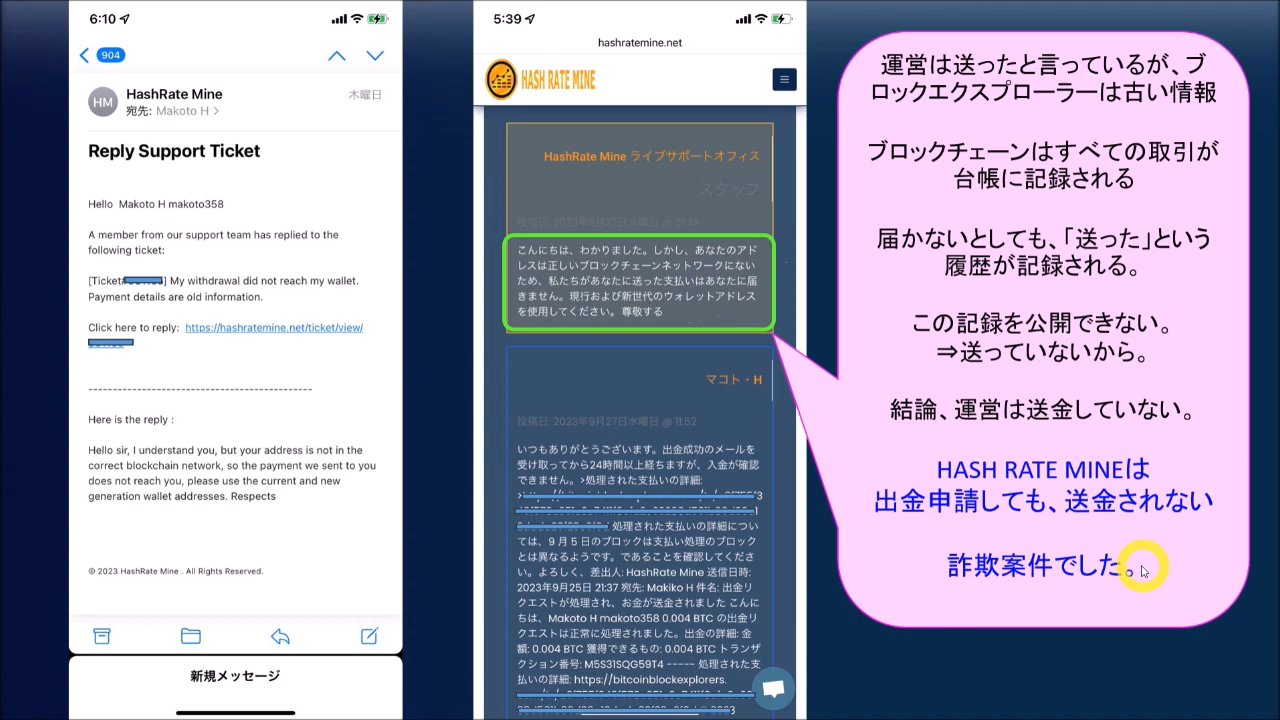 6:10
904
HM
HashRate Mine
木曜日
宛先: Makoto H
Reply Support Ticket
Hello Makoto H makoto358
A member from our support team has replied to the
following ticket:
[Ticket#] My withdrawal did not reach my wallet.
Payment details are old information.
Click here to reply: https://hashratemine.net/ticket/view/
---------------------------------------------
Here is the reply :
Hello sir, I understand you, but your address is not in the
correct blockchain network, so the payment we sent to you
does not reach you, please use the current and new
generation wallet addresses. Respects
© 2023 HashRate Mine . All Rights Reserved.
新規メッセージ
5:39
hashratemine.net
HASH RATE MINE
HashRate Mine ライブサポートオフィス
スタッフ
投稿日: 2023年9月27日水曜日 @ 21:38
こんにちは、わかりました。しかし、あなたのアド
レスは正しいブロックチェーンネットワークにない
ため、私たちがあなたに送った支払いはあなたに届
きません。現行および新世代のウォレットアドレス
を使用してください。尊敬する
マコト・H
投稿日: 2023年9月27日水曜日 @ 11:52
いつもありがとうございます。出金成功のメールを
受け取ってから24時間以上経ちますが、入金が確認
できません。>処理された支払いの詳細:
処理された支払いの詳細につい
ては、9 月 5 日のブロックは支払い処理のブロック
とは異なるようです。であることを確認してくださ
い。よろしく、差出人: HashRate Mine 送信日時:
2023年9月25日 21:37 宛先: Makiko H 件名: 出金リ
クエストが処理され、お金が送金されました こんに
ちは、Makoto H makoto358 0.004 BTC の出金リ
クエストは正常に処理されました。出金の詳細: 金
額: 0.004 BTC 獲得できるもの: 0.004 BTC トランザ
クション番号: M5S31SQG59T4 ----- 処理された支
払いの詳細: https://bitcoinblockexplorers.
運営は送ったと言っているが、ブ
ロックエクスプローラーは古い情報
ブロックチェーンはすべての取引が
台帳に記録される
届かないとしても、「送った」という
履歴が記録される。
この記録を公開できない。
⇒送っていないから。
結論、運営は送金していない。
HASH RATE MINEは
出金申請しても、送金されない
詐欺案件でした。